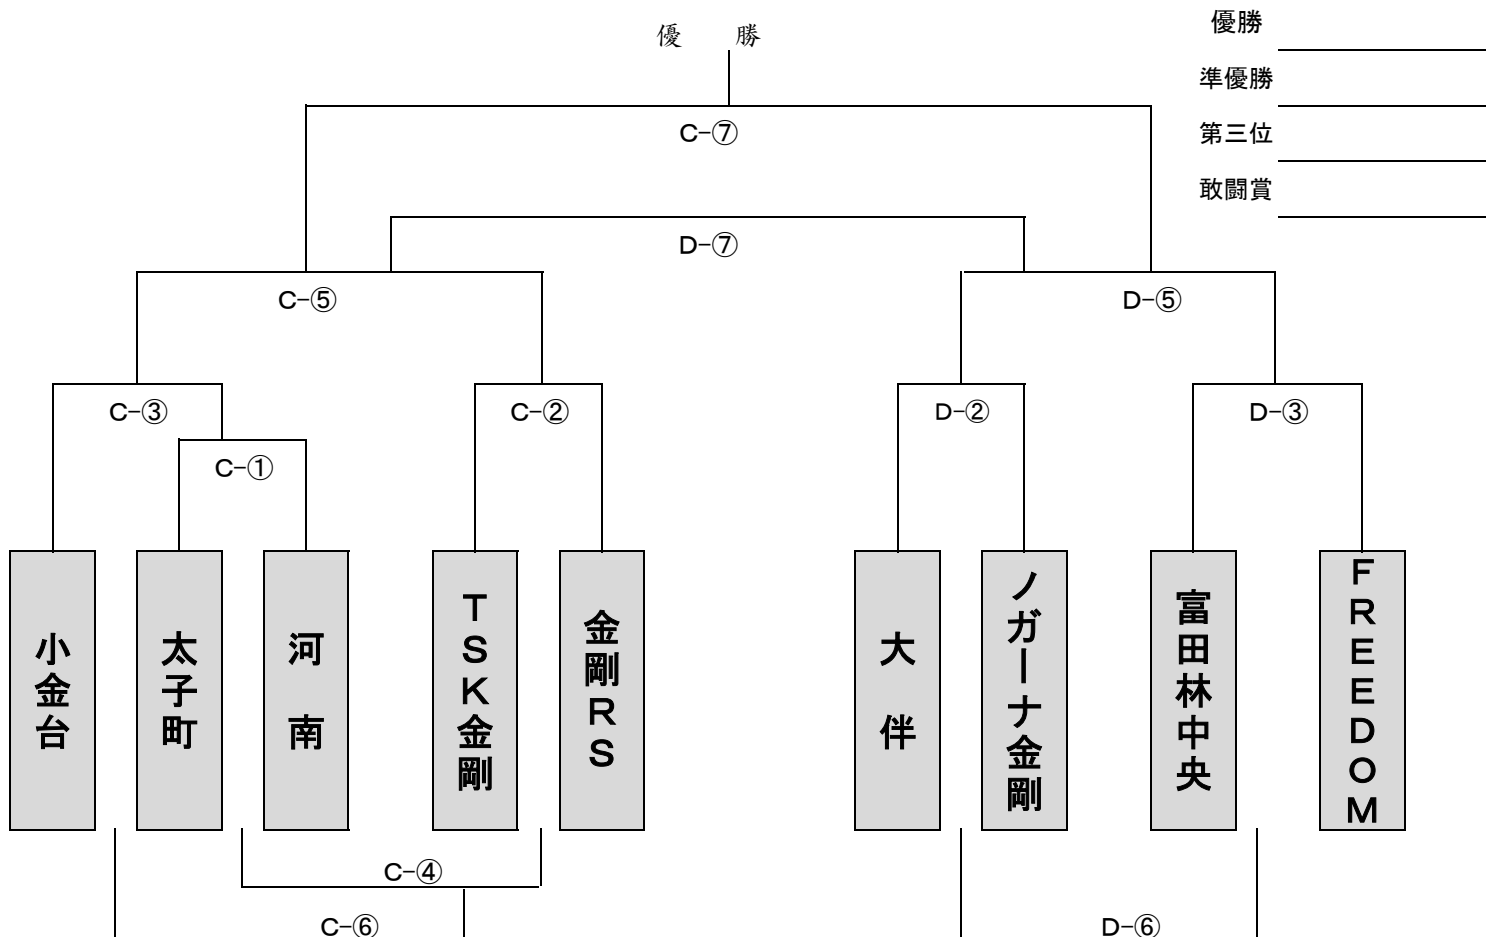 優勝
優　勝
準優勝
C-⑦
第三位
敢闘賞
D-⑦
C-⑤
D-⑤
C-③
C-②
D-②
D-③
C-①
小金台
太子町
河南
TSK金剛
金剛RS
大伴
ノガーナ金剛
富田林中央
FREEDOM
C-④
C-⑥
D-⑥